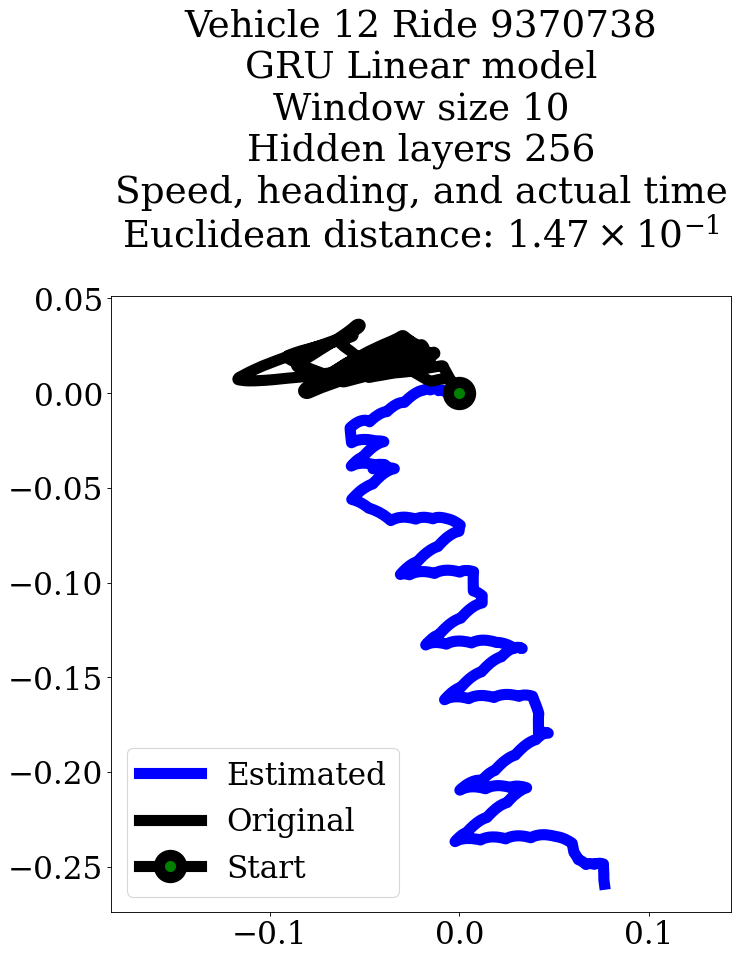 Vehicle 12 Ride 9370738
GRU Linear model
Window size 10
Hidden layers 256
Speed, heading, and actual time
Euclidean distance: 1.47 × 10⁻¹
0.05
0.00
−0.05
−0.10
−0.15
−0.20
−0.25
Estimated
Original
Start
−0.1
0.0
0.1